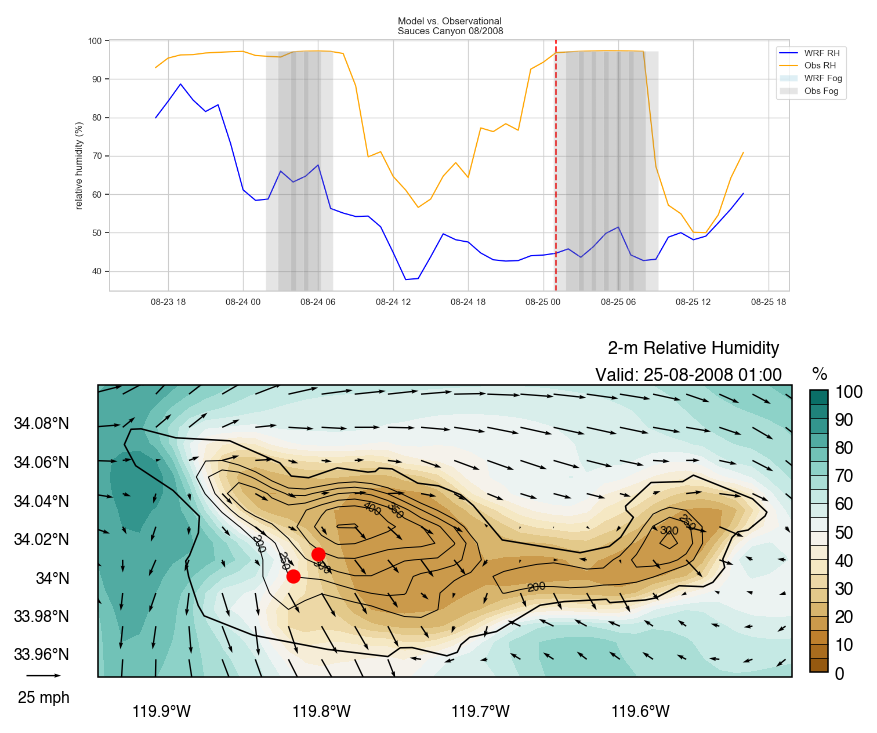 Model vs. Observational
Sauces Canyon 08/2008
relative humidity (%)
100
90
80
70
60
50
40
08-23 18
08-24 00
08-24 06
08-24 12
08-24 18
08-25 00
08-25 06
08-25 12
08-25 18
WRF RH
Obs RH
WRF Fog
Obs Fog
2-m Relative Humidity
Valid: 25-08-2008 01:00
%
34.08°N
34.06°N
34.04°N
34.02°N
34°N
33.98°N
33.96°N
25 mph
119.9°W
119.8°W
119.7°W
119.6°W
400
350
200
250
300
200
250
300
100
90
80
70
60
50
40
30
20
10
0